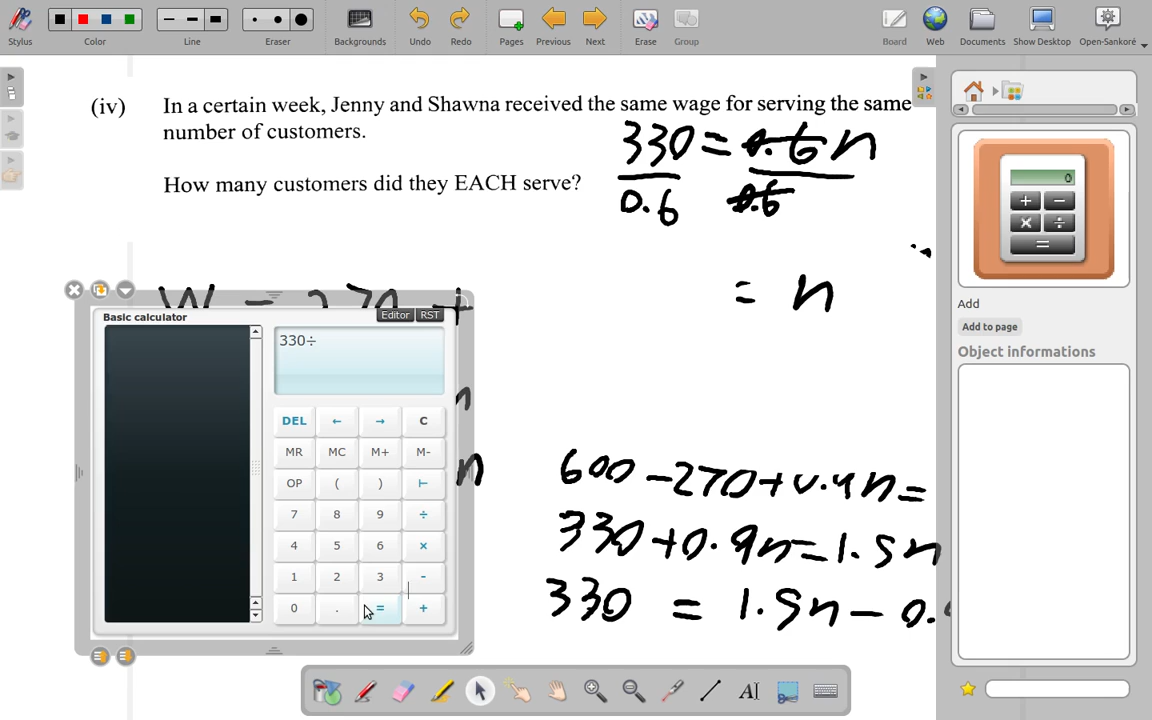 Stylus Color Line Eraser Backgrounds Undo Redo Pages Previous Next Erase Group Board Web Documents Show Desktop Open-Sankoré
(iv) In a certain week, Jenny and Shawna received the same wage for serving the same
number of customers.
330 = 0.6n
How many customers did they EACH serve?
0.6 0.6
= n
W = 270 +
n
n
600 - 270 + 0.9n =
330 + 0.9n = 1.5n
330 = 1.5n - 0.
Basic calculator
Editor RST
330÷
DEL ← → C
MR MC M+ M-
OP ( ) ⊢
7 8 9 ÷
4 5 6 ×
1 2 3 -
0 . = +
0
+ −
× ÷
=
Add
Add to page
Object informations